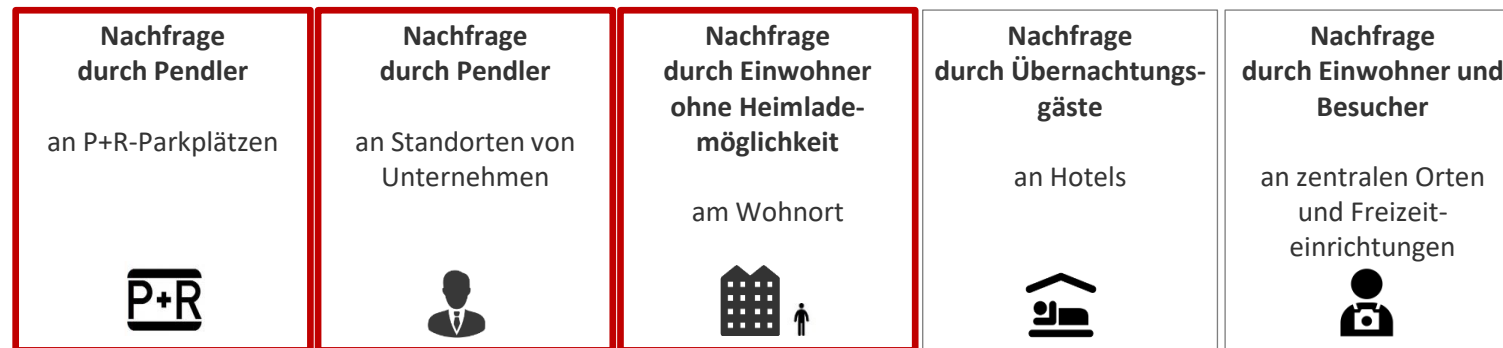 Nachfrage
durch Pendler
an P+R-Parkplätzen
P+R
Nachfrage
durch Pendler
an Standorten von
Unternehmen
Nachfrage
durch Einwohner
ohne Heimlade-
möglichkeit
am Wohnort
Nachfrage
durch Übernachtungs-
gäste
an Hotels
Nachfrage
durch Einwohner und
Besucher
an zentralen Orten
und Freizeit-
einrichtungen